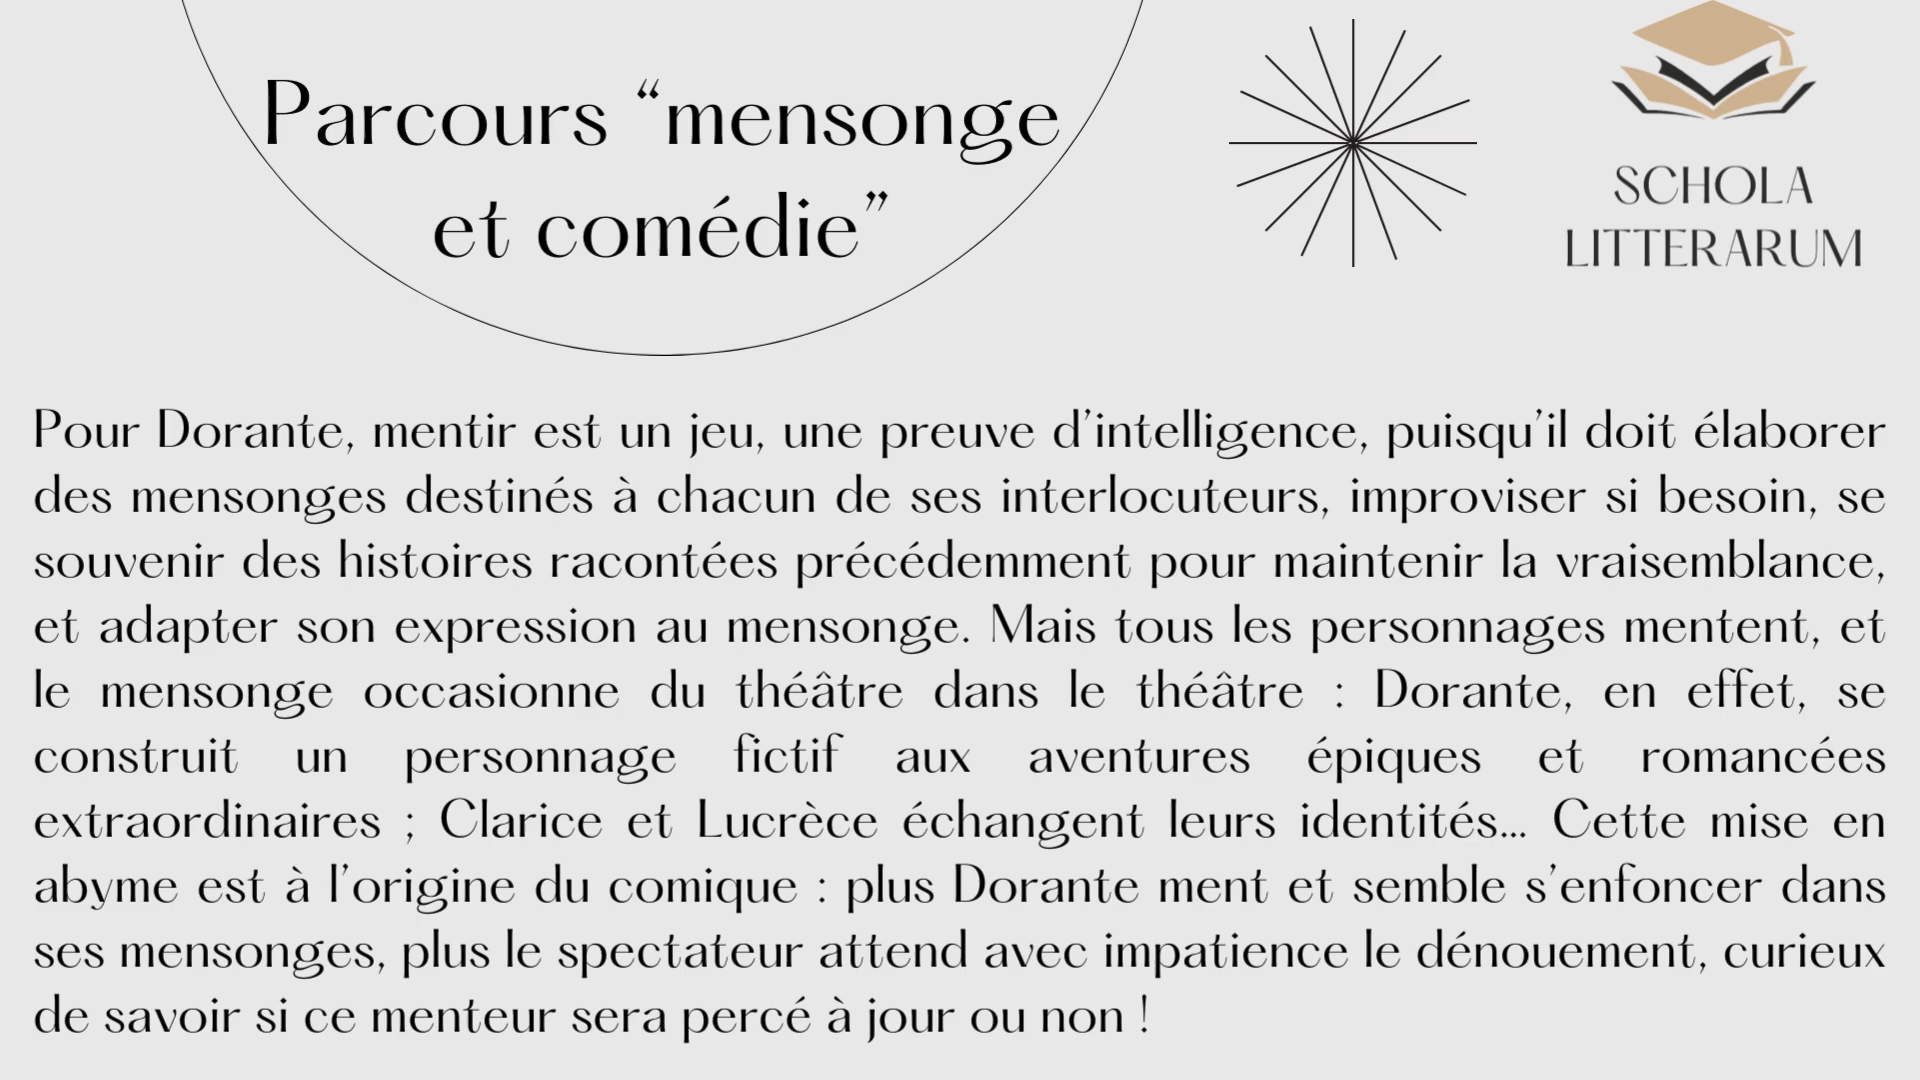 Parcours “mensonge
et comédie”
SCHOLA
LITTERARUM
Pour Dorante, mentir est un jeu, une preuve d’intelligence, puisqu’il doit élaborer
des mensonges destinés à chacun de ses interlocuteurs, improviser si besoin, se
souvenir des histoires racontées précédemment pour maintenir la vraisemblance,
et adapter son expression au mensonge. Mais tous les personnages mentent, et
le mensonge occasionne du théâtre dans le théâtre : Dorante, en effet, se
construit un personnage fictif aux aventures épiques et romancées
extraordinaires ; Clarice et Lucrèce échangent leurs identités... Cette mise en
abyme est à l’origine du comique : plus Dorante ment et semble s’enfoncer dans
ses mensonges, plus le spectateur attend avec impatience le dénouement, curieux
de savoir si ce menteur sera percé à jour ou non !